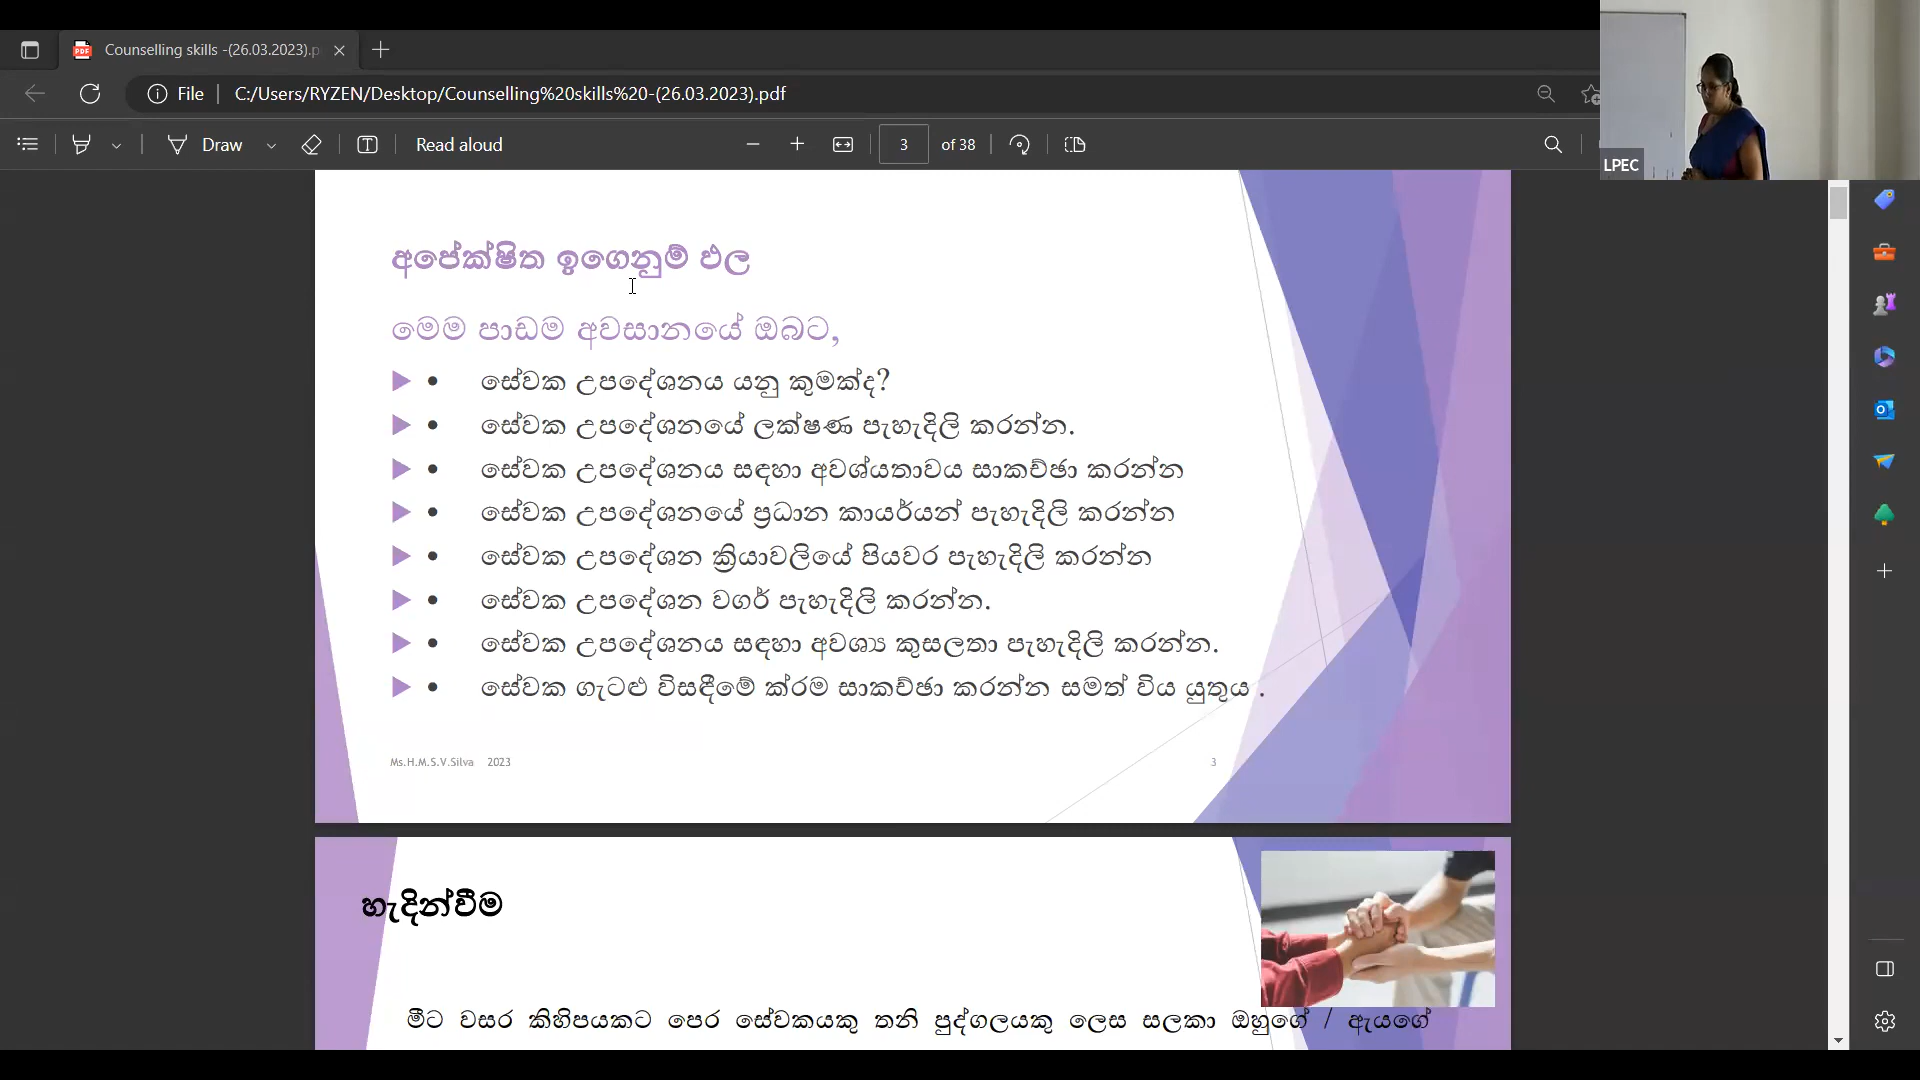 Counselling skills -(26.03.2023).p
File
C:/Users/RYZEN/Desktop/Counselling%20skills%20-(26.03.2023).pdf
Draw
Read aloud
3 of 38
LPEC
අපේක්ෂිත ඉගෙනුම් ඵල
මෙම පාඩම අවසානයේ ඔබට,
• සේවක උපදේශනය යනු කුමක්ද?
• සේවක උපදේශනයේ ලක්ෂණ පැහැදිලි කරන්න.
• සේවක උපදේශනය සඳහා අවශ්යතාවය සාකච්ඡා කරන්න
• සේවක උපදේශනයේ ප්‍රධාන කාර්යයන් පැහැදිලි කරන්න
• සේවක උපදේශන ක්‍රියාවලියේ පියවර පැහැදිලි කරන්න
• සේවක උපදේශන වර්ග පැහැදිලි කරන්න.
• සේවක උපදේශනය සඳහා අවශ්‍ය කුසලතා පැහැදිලි කරන්න.
• සේවක ගැටළු විසඳීමේ ක්රම සාකච්ඡා කරන්න සමත් විය යුතුය .
Ms.H.M.S.V.Silva 2023
3
හැදින්වීම
මීට වසර කිහිපයකට පෙර සේවකයකු තනි පුද්ගලයකු ලෙස සලකා ඔහුගේ / ඇයගේ